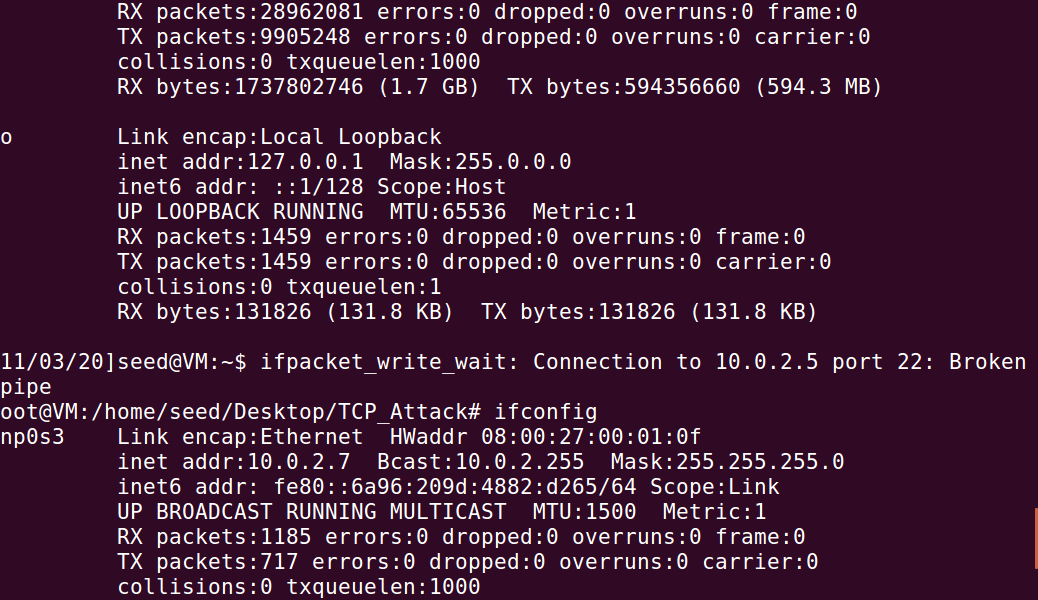 RX packets:28962081 errors:0 dropped:0 overruns:0 frame:0
TX packets:9905248 errors:0 dropped:0 overruns:0 carrier:0
collisions:0 txqueuelen:1000
RX bytes:1737802746 (1.7 GB)  TX bytes:594356660 (594.3 MB)
o         Link encap:Local Loopback
inet addr:127.0.0.1  Mask:255.0.0.0
inet6 addr: ::1/128 Scope:Host
UP LOOPBACK RUNNING  MTU:65536  Metric:1
RX packets:1459 errors:0 dropped:0 overruns:0 frame:0
TX packets:1459 errors:0 dropped:0 overruns:0 carrier:0
collisions:0 txqueuelen:1
RX bytes:131826 (131.8 KB)  TX bytes:131826 (131.8 KB)
11/03/20]seed@VM:~$ ifpacket_write_wait: Connection to 10.0.2.5 port 22: Broken
pipe
oot@VM:/home/seed/Desktop/TCP_Attack# ifconfig
np0s3    Link encap:Ethernet  HWaddr 08:00:27:00:01:0f
inet addr:10.0.2.7  Bcast:10.0.2.255  Mask:255.255.255.0
inet6 addr: fe80::6a96:209d:4882:d265/64 Scope:Link
UP BROADCAST RUNNING MULTICAST  MTU:1500  Metric:1
RX packets:1185 errors:0 dropped:0 overruns:0 frame:0
TX packets:717 errors:0 dropped:0 overruns:0 carrier:0
collisions:0 txqueuelen:1000